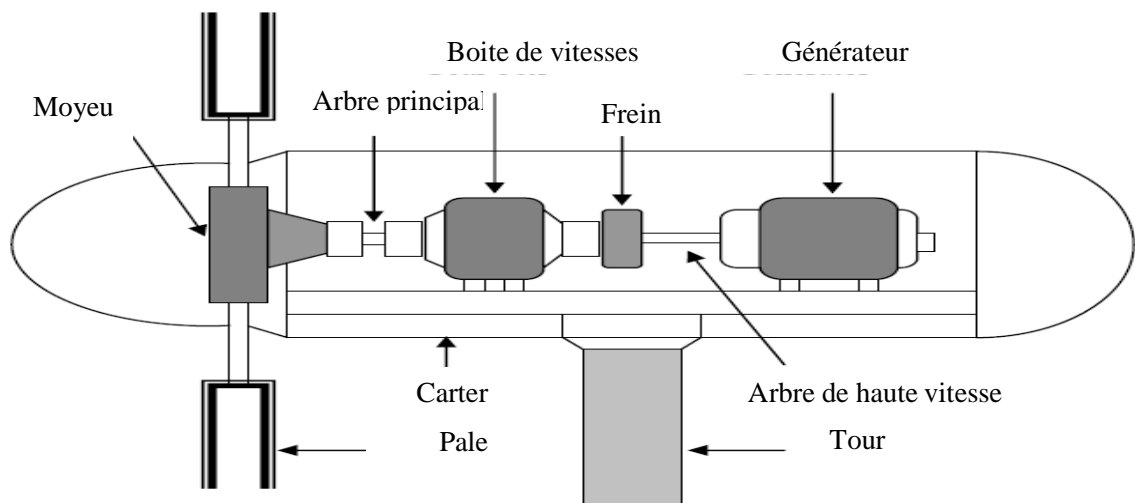 Boite de vitesses
Générateur
Moyeu
Arbre principal
Frein
Carter
Arbre de haute vitesse
Pale
Tour